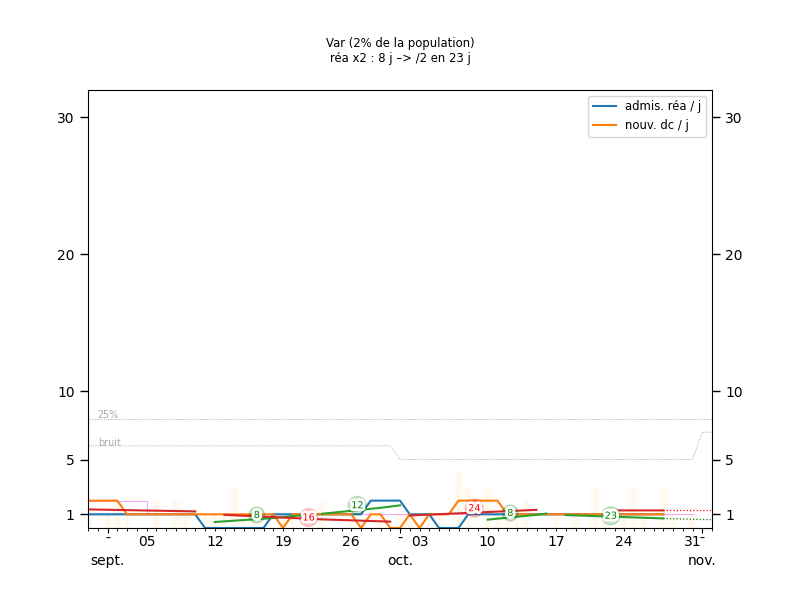 Var (2% de la population)
réa x2 : 8 j –> /2 en 23 j
admis. réa / j
nouv. dc / j
30
30
20
20
10
10
25%
bruit
5
5
1
1
8
16
12
24
8
23
- 05 12 19 26 - 03 10 17 24 31 -
sept. oct. nov.